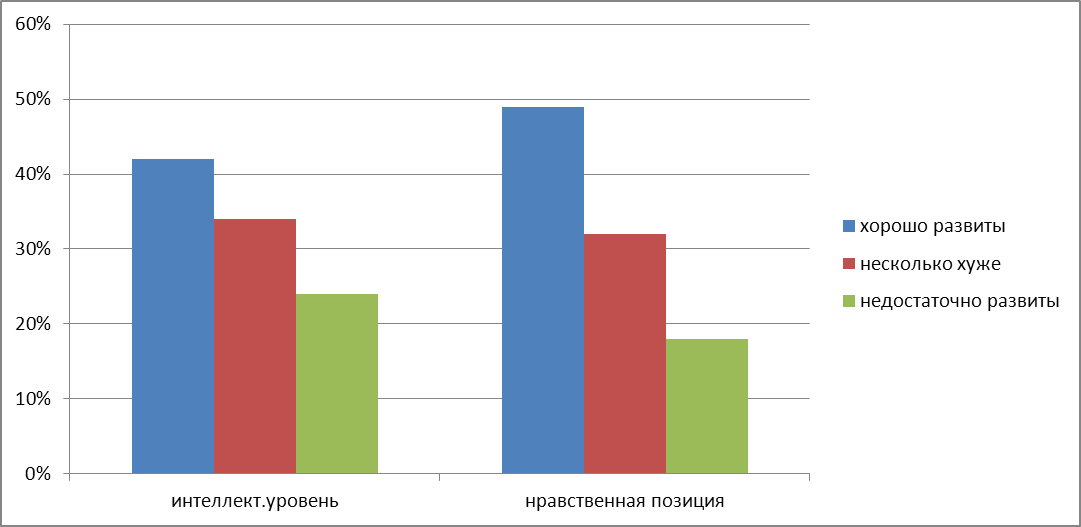 60%
50%
40%
30%
20%
10%
0%
интеллект.уровень
нравственная позиция
хорошо развиты
несколько хуже
недостаточно развиты